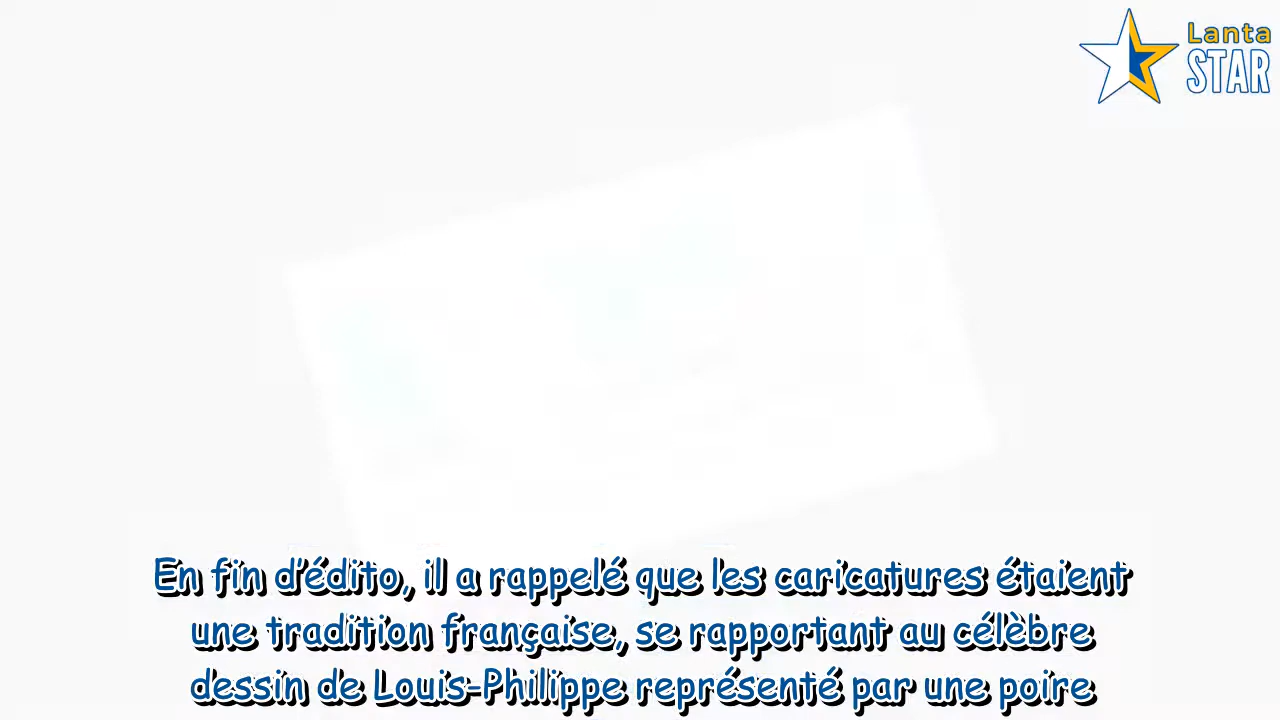 Lanta
STAR
En fin d'édito, il a rappelé que les caricatures étaient
une tradition française, se rapportant au célèbre
dessin de Louis-Philippe représenté par une poire